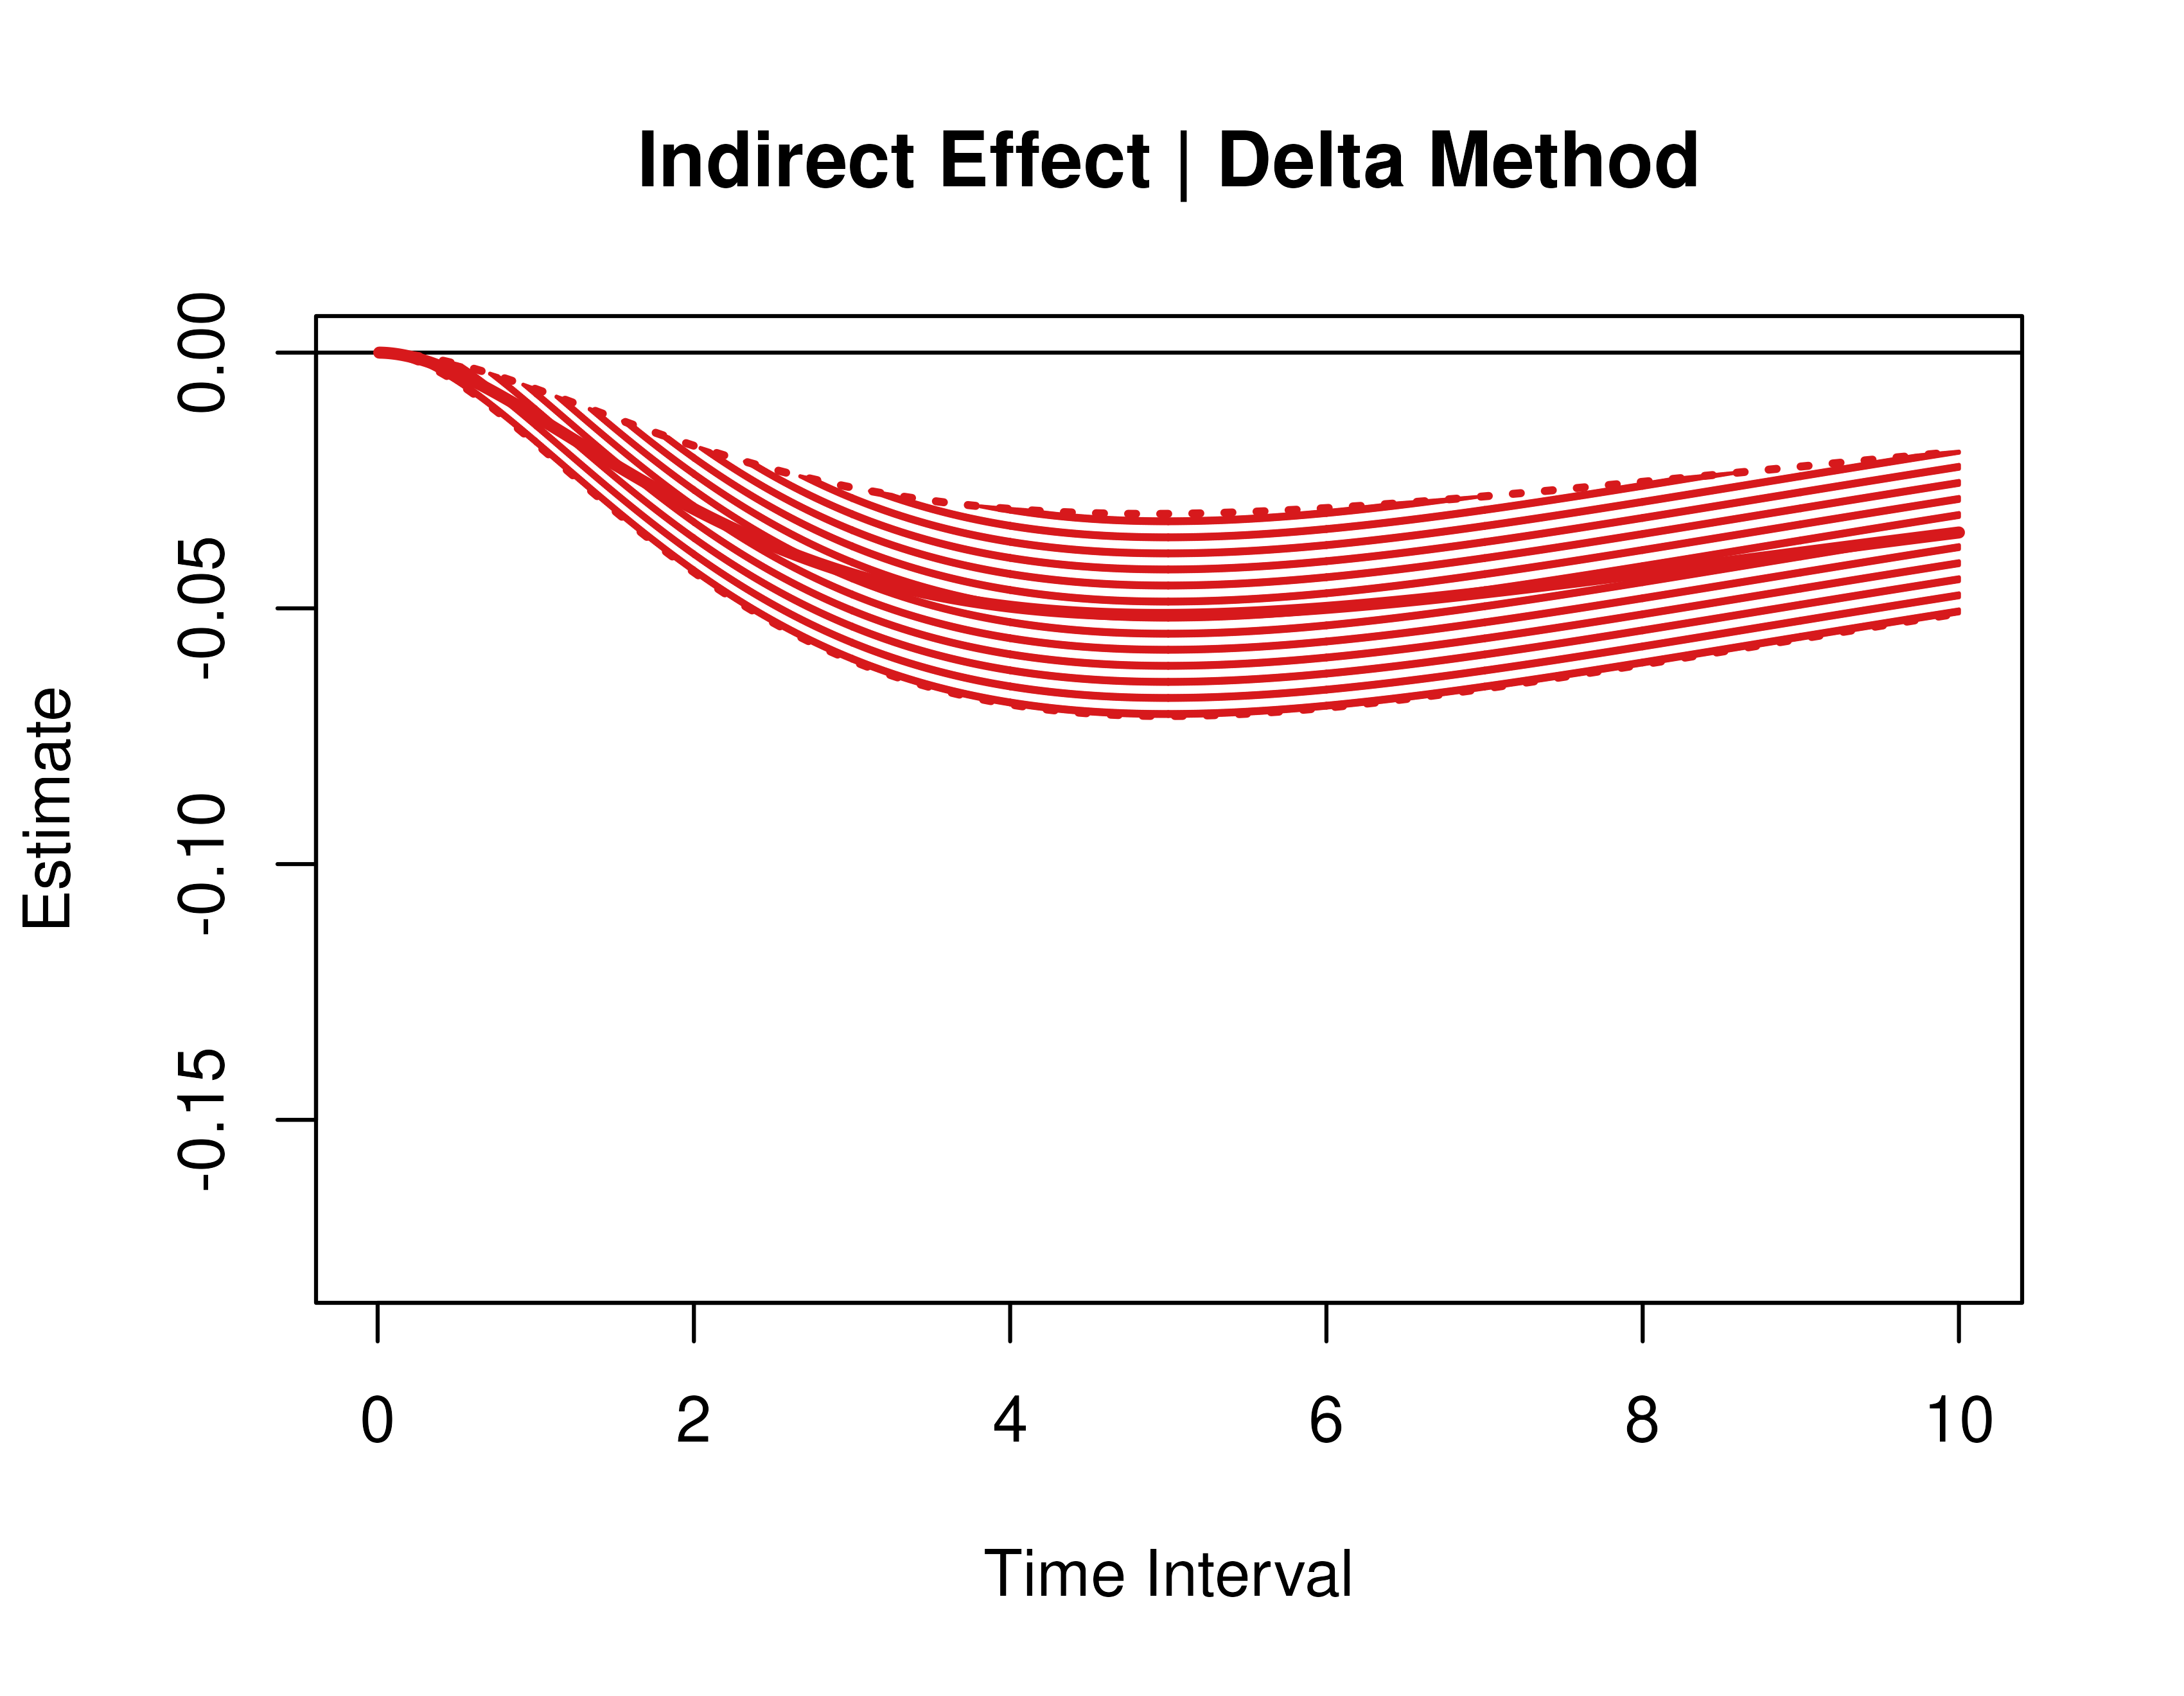 Indirect Effect | Delta Method
Estimate
0.00
-0.05
-0.10
-0.15
0 2 4 6 8 10
Time Interval